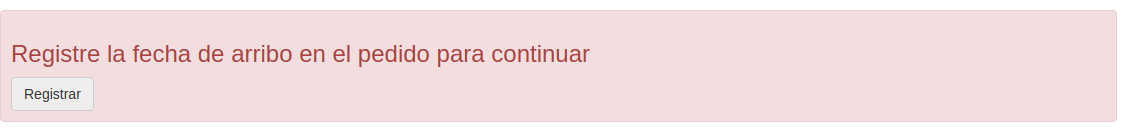 Registre la fecha de arribo en el pedido para continuar
Registrar